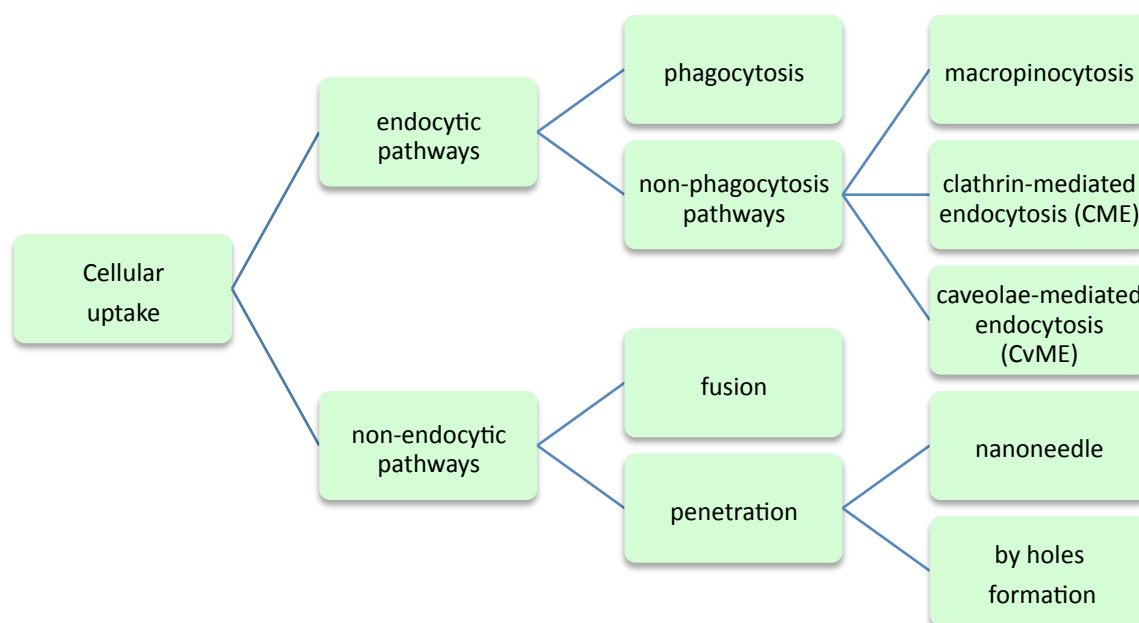 Cellular
uptake
endocytic
pathways
phagocytosis
non-phagocytosis
pathways
macropinocytosis
clathrin-mediated
endocytosis (CME)
caveolae-mediated
endocytosis
(CvME)
non-endocytic
pathways
fusion
penetration
nanoneedle
by holes
formation